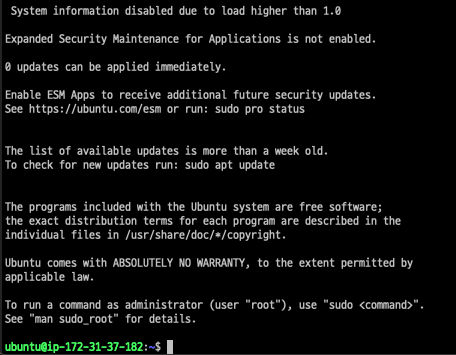 System information disabled due to load higher than 1.0
Expanded Security Maintenance for Applications is not enabled.
0 updates can be applied immediately.
Enable ESM Apps to receive additional future security updates.
See https://ubuntu.com/esm or run: sudo pro status
The list of available updates is more than a week old.
To check for new updates run: sudo apt update
The programs included with the Ubuntu system are free software;
the exact distribution terms for each program are described in the
individual files in /usr/share/doc/*/copyright.
Ubuntu comes with ABSOLUTELY NO WARRANTY, to the extent permitted by
applicable law.
To run a command as administrator (user "root"), use "sudo <command>".
See "man sudo_root" for details.
ubuntu@ip-172-31-37-182:~$